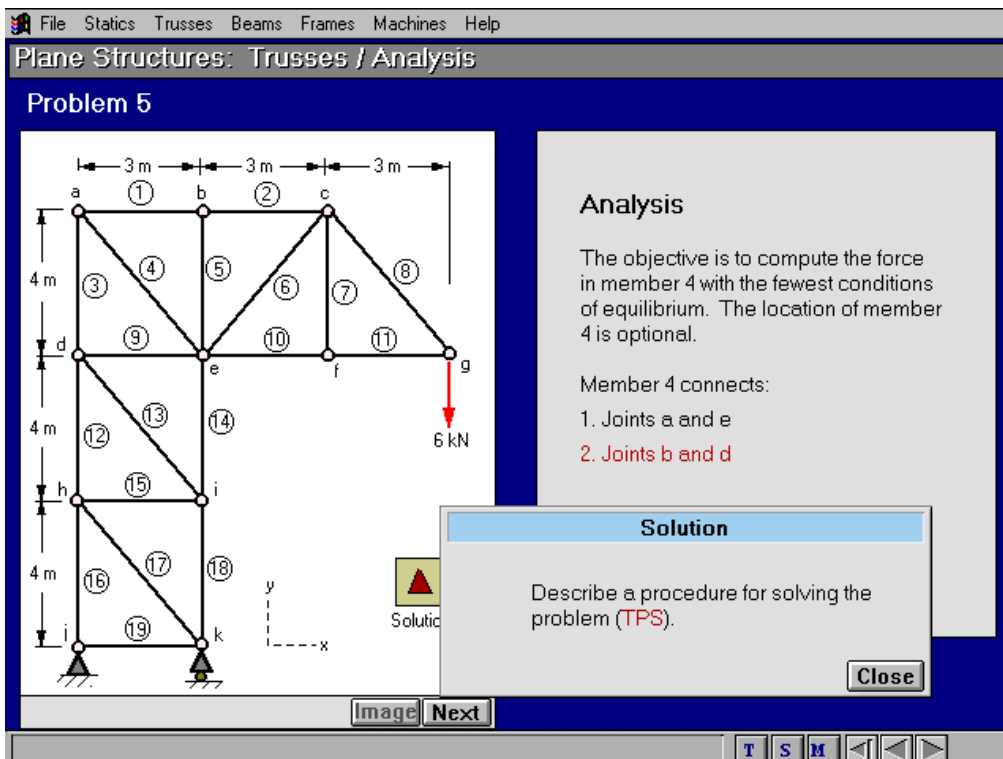 File Statics Trusses Beams Frames Machines Help
Plane Structures: Trusses / Analysis
Problem 5
3 m 3 m 3 m
a 1 b 2 c
4 m 3 4 5 6 7 8
d 9 e 10 f 11 g
6 kN
4 m 12 13 14
h 15 i
4 m 16 17 18
j 19 k
y
x
Solutio
Image Next
Analysis
The objective is to compute the force
in member 4 with the fewest conditions
of equilibrium. The location of member
4 is optional.
Member 4 connects:
1. Joints a and e
2. Joints b and d
Solution
Describe a procedure for solving the
problem (TPS).
Close
T S M